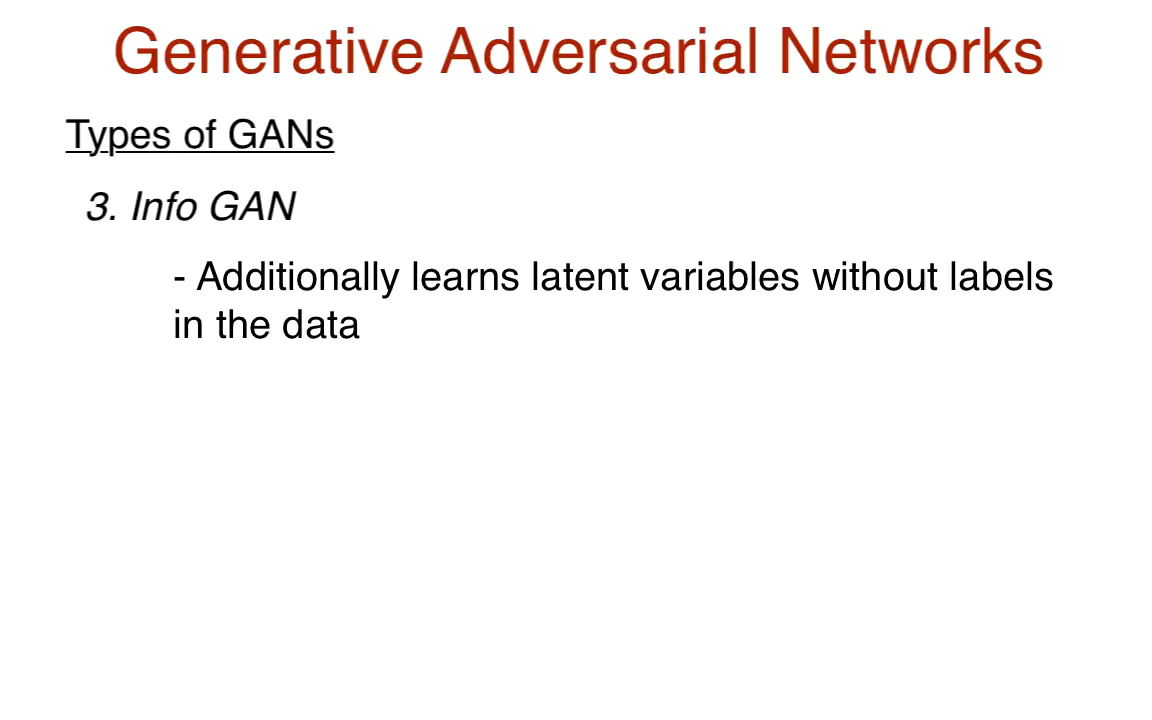 Generative Adversarial Networks
Types of GANs
3. Info GAN
- Additionally learns latent variables without labels
in the data